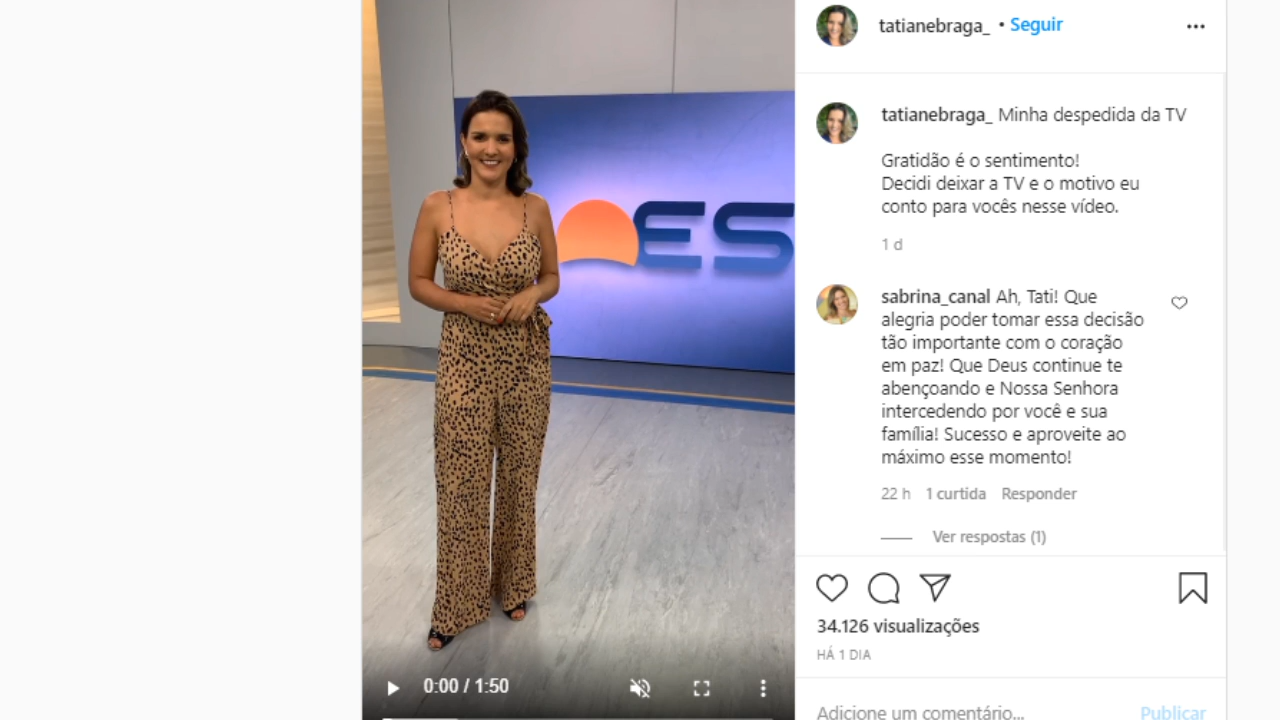 ES
0:00 / 1:50
tatianebraga_ • Seguir
tatianebraga_ Minha despedida da TV
Gratidão é o sentimento!
Decidi deixar a TV e o motivo eu
conto para vocês nesse vídeo.
1 d
sabrina_canal Ah, Tati! Que
alegria poder tomar essa decisão
tão importante com o coração
em paz! Que Deus continue te
abençoando e Nossa Senhora
intercedendo por você e sua
família! Sucesso e aproveite ao
máximo esse momento!
22 h 1 curtida Responder
Ver respostas (1)
34.126 visualizações
HÁ 1 DIA
Adicione um comentário... Publicar